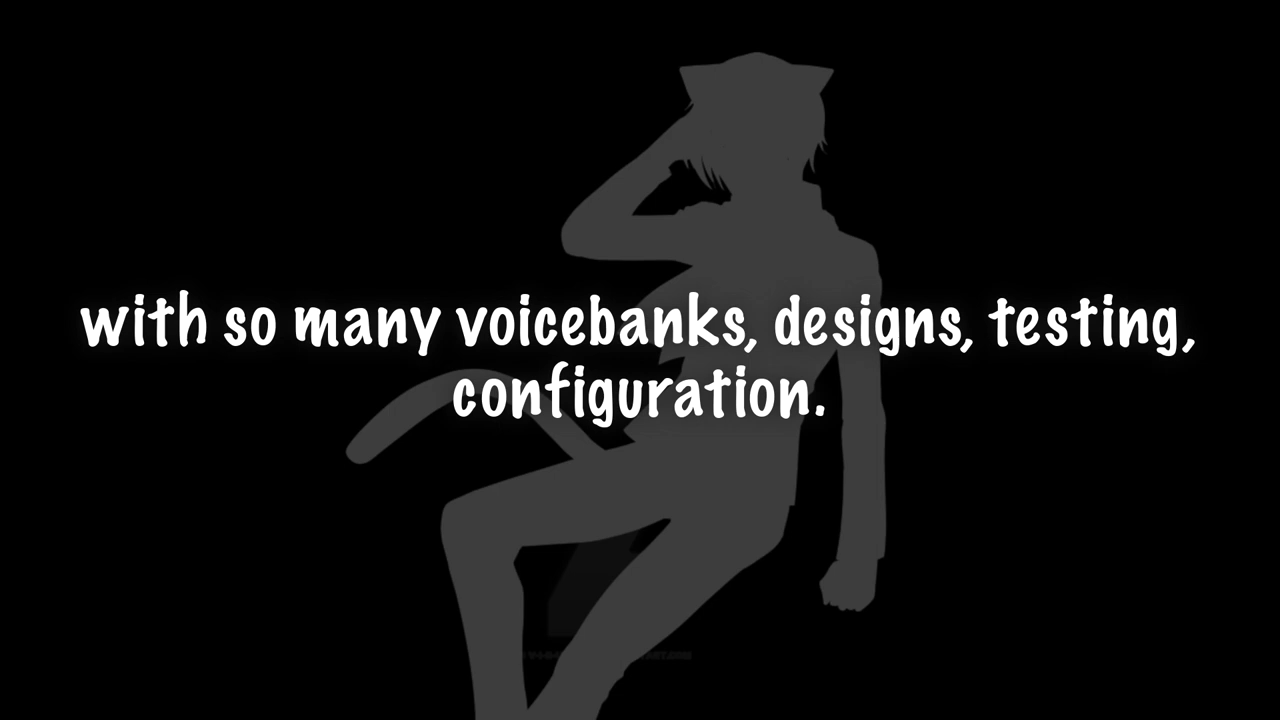 with so many voicebanks, designs, testing,
configuration.